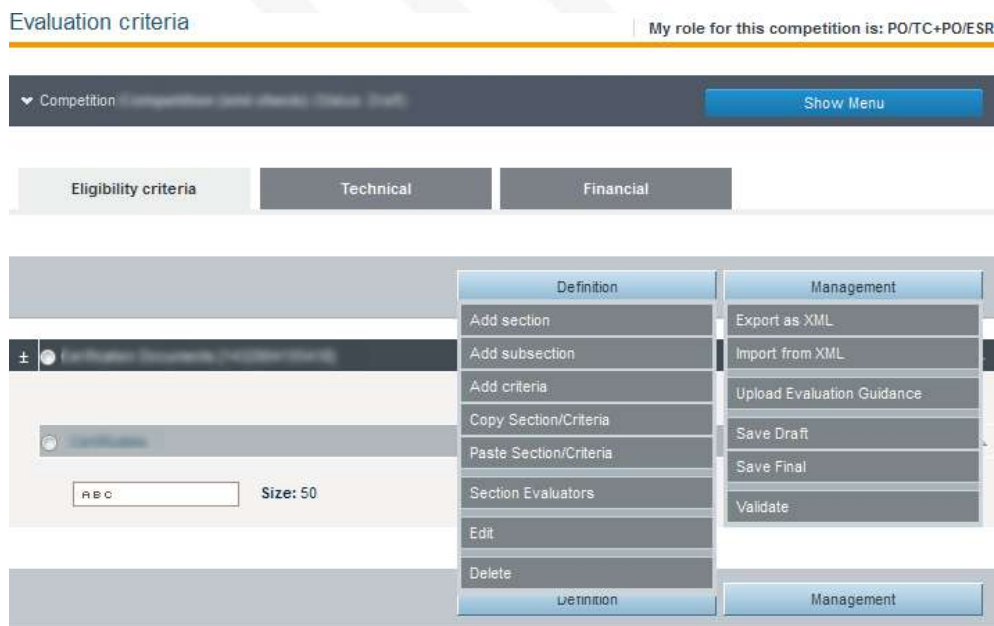 Evaluation criteria
My role for this competition is: PO/TC+PO/ESR
Competition
Show Menu
Eligibility criteria Technical Financial
Definition Management
Add section
Add subsection
Add criteria
Copy Section/Criteria
Paste Section/Criteria
Section Evaluators
Edit
Delete
Export as XML
Import from XML
Upload Evaluation Guidance
Save Draft
Save Final
Validate
ABC Size: 50
Definition Management